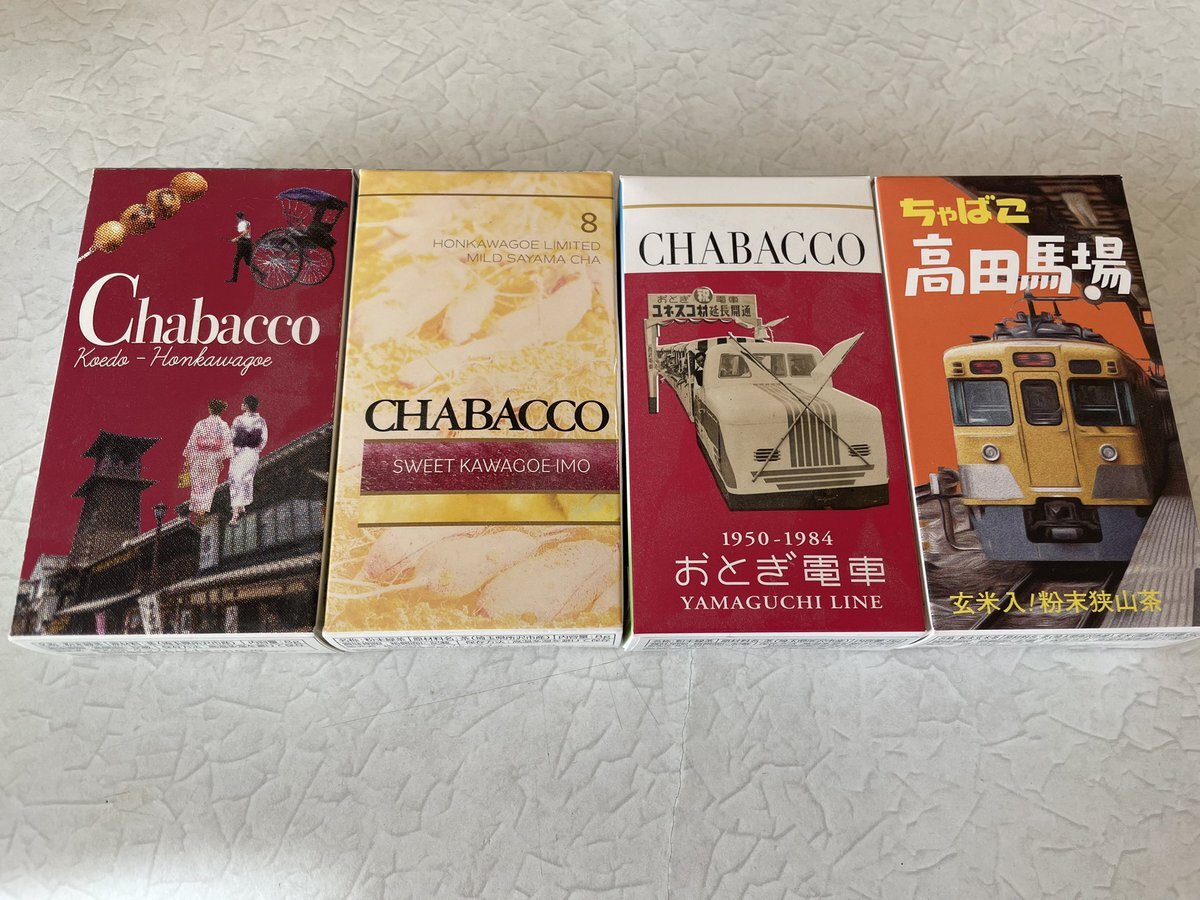 Chabacco
Koedo - Honkawagoe
8
HONKAWAGOE LIMITED
MILD SAYAMA CHA
CHABACCO
SWEET KAWAGOE IMO
CHABACCO
おとぎ 祝 電車
ユネスコ村延長開通
1950-1984
おとぎ電車
YAMAGUCHI LINE
ちゃばこ
高田馬場
玄米入!粉末狭山茶